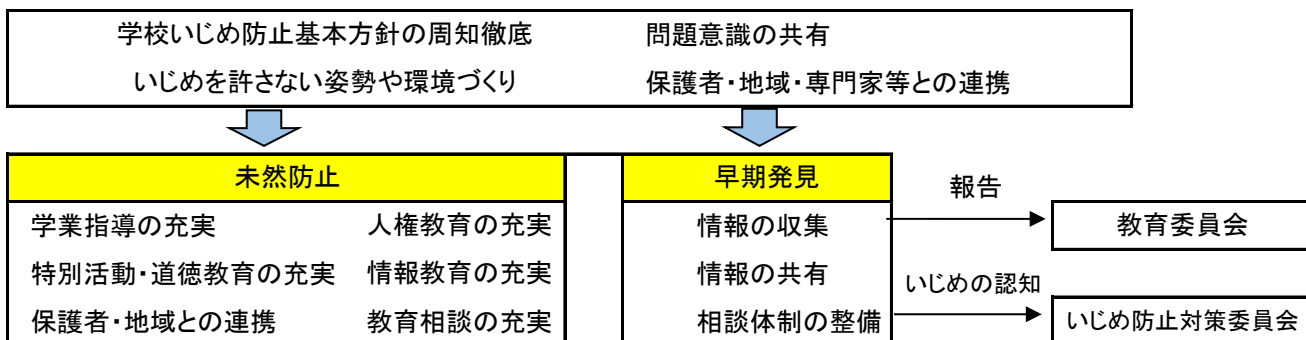 学校いじめ防止基本方針の周知徹底 問題意識の共有
いじめを許さない姿勢や環境づくり 保護者・地域・専門家等との連携
未然防止 早期発見
報告
学業指導の充実 人権教育の充実 情報の収集 教育委員会
特別活動・道徳教育の充実 情報教育の充実 情報の共有
いじめの認知
保護者・地域との連携 教育相談の充実 相談体制の整備 いじめ防止対策委員会